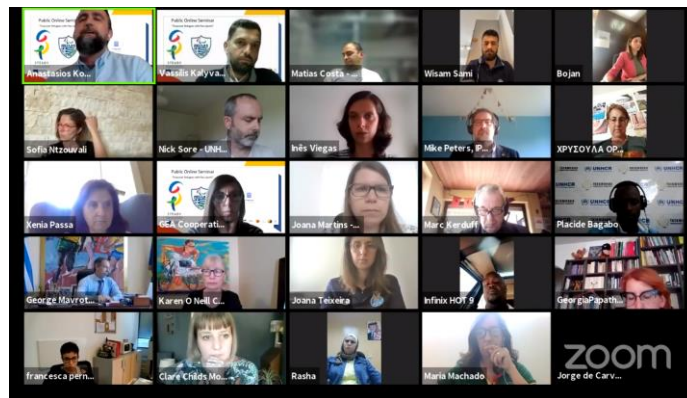 Public Online Seminar
Anastasios Ko...
Public Online Seminar
Vassilis Kalyva...
Matias Costa - ...
Wisam Sami
Bojan
Sofia Ntzouvali
Nick Sore - UNH...
Inês Viegas
Mike Peters, IP...
ΧΡΥΣΟΥΛΑ ΟΡ...
Xenia Passa
Public Online Seminar
GEA Cooperati...
Joana Martins -...
Marc Kerduff
UNHCR
Placide Bagabo
George Mavrot...
Karen O Neill C...
Joana Teixeira
Infinix HOT 9
GeorgiaPapath...
francesca pern...
Clare Childs Mo...
Rasha
Maria Machado
zoom
Jorge de Carv...